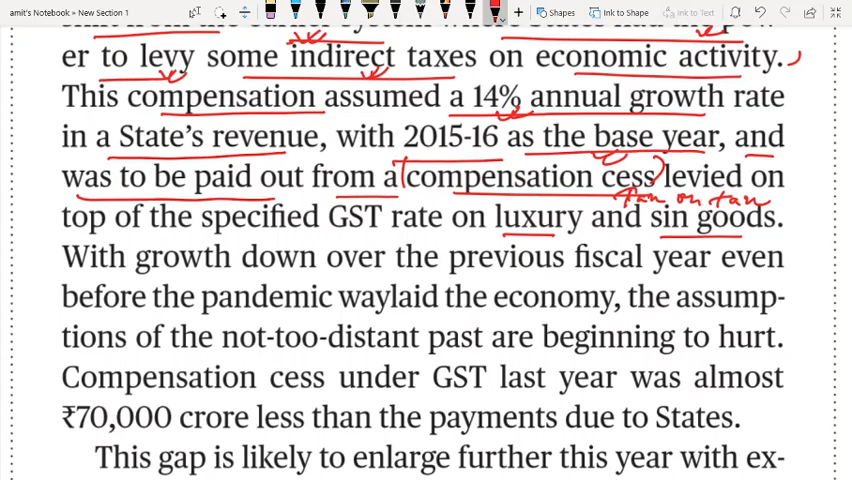 amit's Notebook » New Section 1
Shapes
Ink to Shape
Ink to Text
er to levy some indirect taxes on economic activity.
This compensation assumed a 14% annual growth rate
in a State's revenue, with 2015-16 as the base year, and
was to be paid out from a (compensation cess) levied on
tax on tax
top of the specified GST rate on luxury and sin goods.
With growth down over the previous fiscal year even
before the pandemic waylaid the economy, the assump-
tions of the not-too-distant past are beginning to hurt.
Compensation cess under GST last year was almost
₹70,000 crore less than the payments due to States.
This gap is likely to enlarge further this year with ex-